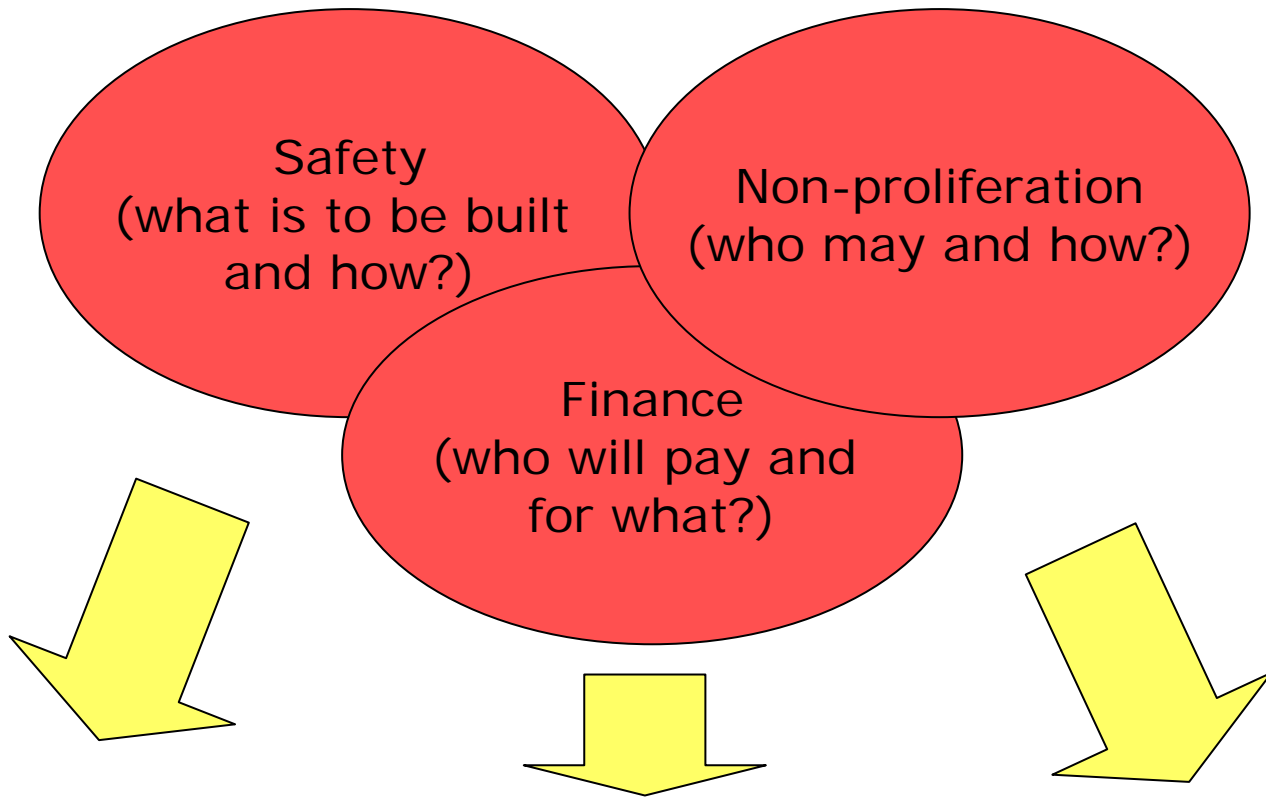 Safety
(what is to be built
and how?)
Non-proliferation
(who may and how?)
Finance
(who will pay and
for what?)